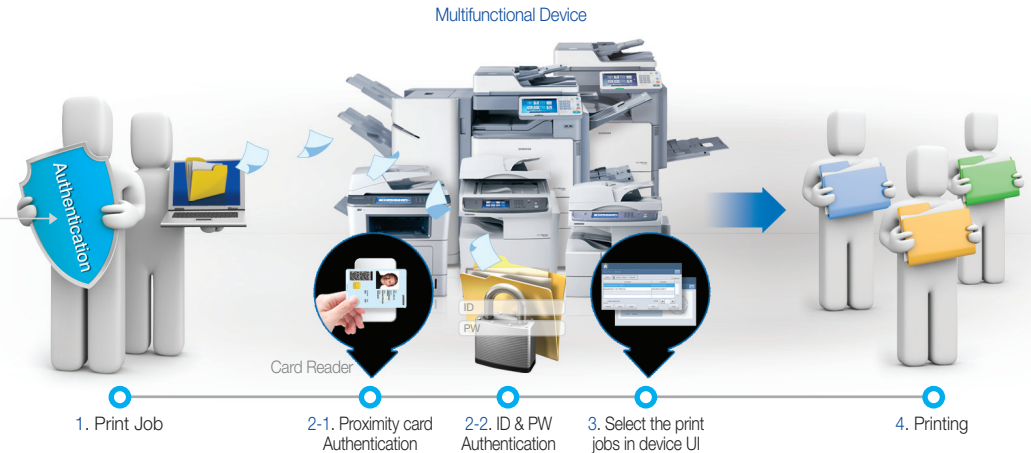 Multifunctional Device
Authentication
ID
PW
Card Reader
1. Print Job
2-1. Proximity card
Authentication
2-2. ID & PW
Authentication
3. Select the print
jobs in device UI
4. Printing